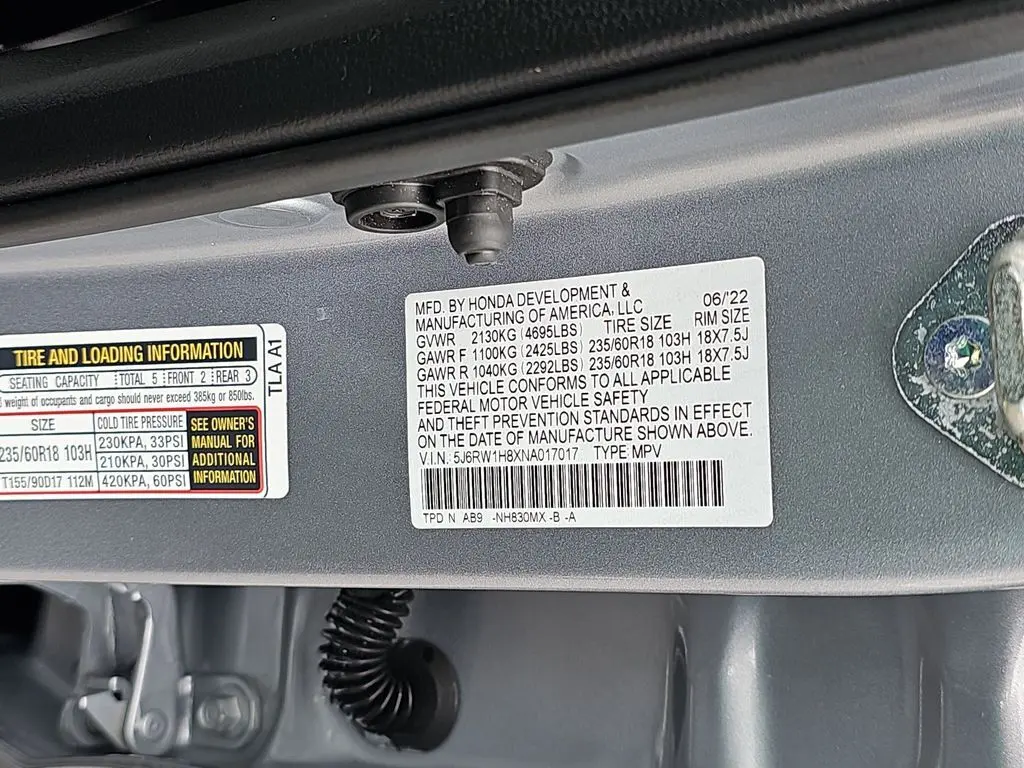 TIRE AND LOADING INFORMATION
SEATING CAPACITY TOTAL 5 FRONT 2 REAR 3
weight of occupants and cargo should never exceed 385kg or 850lbs.
SIZE COLD TIRE PRESSURE
235/60R18 103H 230KPA, 33PSI
210KPA, 30PSI
T155/90D17 112M 420KPA, 60PSI
SEE OWNER'S
MANUAL FOR
ADDITIONAL
INFORMATION
TLA A1
MFD. BY HONDA DEVELOPMENT & 06/'22
MANUFACTURING OF AMERICA, LLC
GVWR 2130KG (4695LBS) TIRE SIZE RIM SIZE
GAWR F 1100KG (2425LBS) 235/60R18 103H 18X7.5J
GAWR R 1040KG (2292LBS) 235/60R18 103H 18X7.5J
THIS VEHICLE CONFORMS TO ALL APPLICABLE
FEDERAL MOTOR VEHICLE SAFETY
AND THEFT PREVENTION STANDARDS IN EFFECT
ON THE DATE OF MANUFACTURE SHOWN ABOVE.
V.I.N. 5J6RW1H8XNA017017 TYPE MPV
TPD N AB9 -NH830MX -B -A